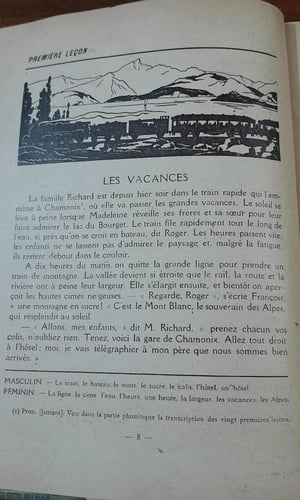 PREMIÈRE LEÇON
LES VACANCES
La famille Richard est depuis hier soir dans le train rapide qui l'em-
mène à Chamonix¹, où elle va passer les grandes vacances. Le soleil se
lève à peine lorsque Madeleine réveille ses frères et sa sœur pour leur
faire admirer le lac du Bourget. Le train file rapidement tout le long de
l'eau, si près qu'on se croit en bateau, dit Roger. Les heures passent vite,
les enfants ne se lassent pas d'admirer le paysage et, malgré la fatigue,
ils restent debout dans le couloir.
A dix heures du matin on quitte la grande ligne pour prendre un
train de montagne. La vallée devient si étroite que le rail, la route et la
rivière ont à peine leur largeur. Elle s'élargit ensuite, et bientôt on aper-
çoit les hautes cimes neigeuses. — « Regarde, Roger », s'écrie François,
« une montagne en sucre! » C'est le Mont Blanc, le souverain des Alpes,
qui resplendit au soleil.
— « Allons, mes enfants, » dit M. Richard, « prenez chacun vos
colis, n'oubliez rien. Tenez, voici la gare de Chamonix. Allez tout droit
à l'hôtel; moi, je vais télégraphier à mon père que nous sommes bien
arrivés. »
MASCULIN. — Le train, le bateau, le mont, le sucre, le colis, l'hôtel, un hôtel.
FÉMININ. — La ligne, la cime, l'eau, l'heure, une heure, la largeur, les vacances, les Alpes.
(1) Pron. [ʃamɔni]. Voir dans la partie phonétique la transcription des vingt premières leçons.
— 8 —